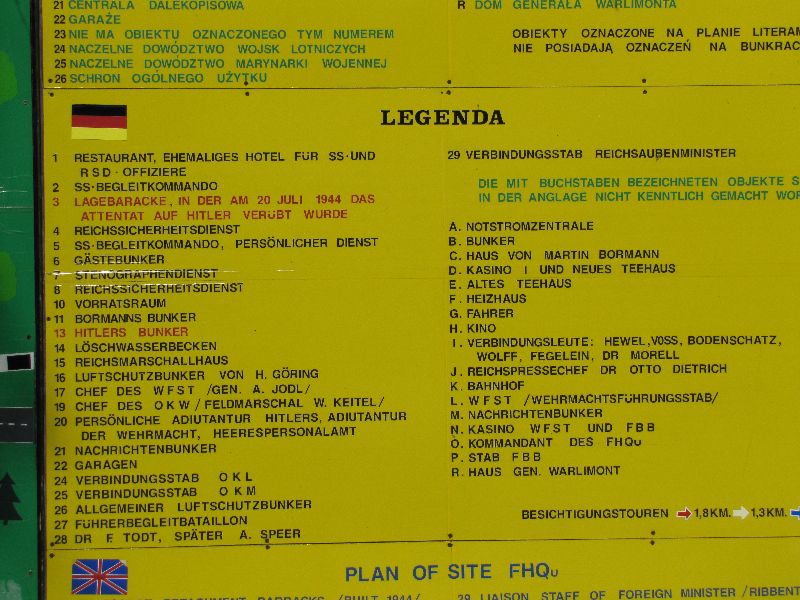 21 CENTRALA DALEKOPISOWA
22 GARAŻE
23 NIE MA OBIEKTU OZNACZONEGO TYM NUMEREM
24 NACZELNE DOWÓDZTWO WOJSK LOTNICZYCH
25 NACZELNE DOWÓDZTWO MARYNARKI WOJENNEJ
26 SCHRON OGÓLNEGO UŻYTKU
R DOM GENERAŁA WARLIMONTA
OBIEKTY OZNACZONE NA PLANIE
NIE POSIADAJĄ OZNACZEŃ NA
LEGENDA
1 RESTAURANT, EHEMALIGES HOTEL FÜR SS-UND
RSD-OFFIZIERE
2 SS-BEGLEITKOMMANDO
3 LAGEBARACKE, IN DER AM 20 JULI 1944 DAS
ATTENTAT AUF HITLER VERÜBT WURDE
4 REICHSSICHERHEITSDIENST
5 SS-BEGLEITKOMMANDO, PERSÖNLICHER DIENST
6 GÄSTEBUNKER
7 STENOGRAPHENDIENST
8 REICHSSICHERHEITSDIENST
10 VORRATSRAUM
11 BORMANNS BUNKER
13 HITLERS BUNKER
14 LÖSCHWASSERBECKEN
15 REICHSMARSCHALLHAUS
16 LUFTSCHUTZBUNKER VON H. GÖRING
17 CHEF DES WFST /GEN. A. JODL/
19 CHEF DES OKW /FELDMARSCHAL W. KEITEL/
20 PERSÖNLICHE ADIUTANTUR HITLERS, ADIUTANTUR
DER WEHRMACHT, HEERESPERSONALAMT
21 NACHRICHTENBUNKER
22 GARAGEN
24 VERBINDUNGSSTAB OKL
25 VERBINDUNGSSTAB OKM
26 ALLGEMEINER LUFTSCHUTZBUNKER
27 FÜHRERBEGLEITBATAILLON
28 DR F. TODT, SPÄTER A. SPEER
29 VERBINDUNGSSTAB REICHSAUßENMINISTER
DIE MIT BUCHSTABEN BEZEICHNETEN OBJEKTE
IN DER ANGLAGE NICHT KENNTLICH GEMACHT
A. NOTSTROMZENTRALE
B. BUNKER
C. HAUS VON MARTIN BORMANN
D. KASINO I UND NEUES TEEHAUS
E. ALTES TEEHAUS
F. HEIZHAUS
G. FAHRER
H. KINO
I. VERBINDUNGSLEUTE: HEWEL, VOSS, BODENSCHATZ,
WOLFF, FEGELEIN, DR MORELL
J. REICHSPRESSECHEF DR OTTO DIETRICH
K. BAHNHOF
L. WFST /WEHRMACHTSFÜHRUNGSSTAB/
M. NACHRICHTENBUNKER
N. KASINO WFST UND FBB
O. KOMMANDANT DES FHQu
P. STAB FBB
R. HAUS GEN. WARLIMONT
BESICHTIGUNGSTOUREN 1,8KM. 1,3KM.
PLAN OF SITE FHQu
29 LIAISON STAFF OF FOREIGN MINISTER